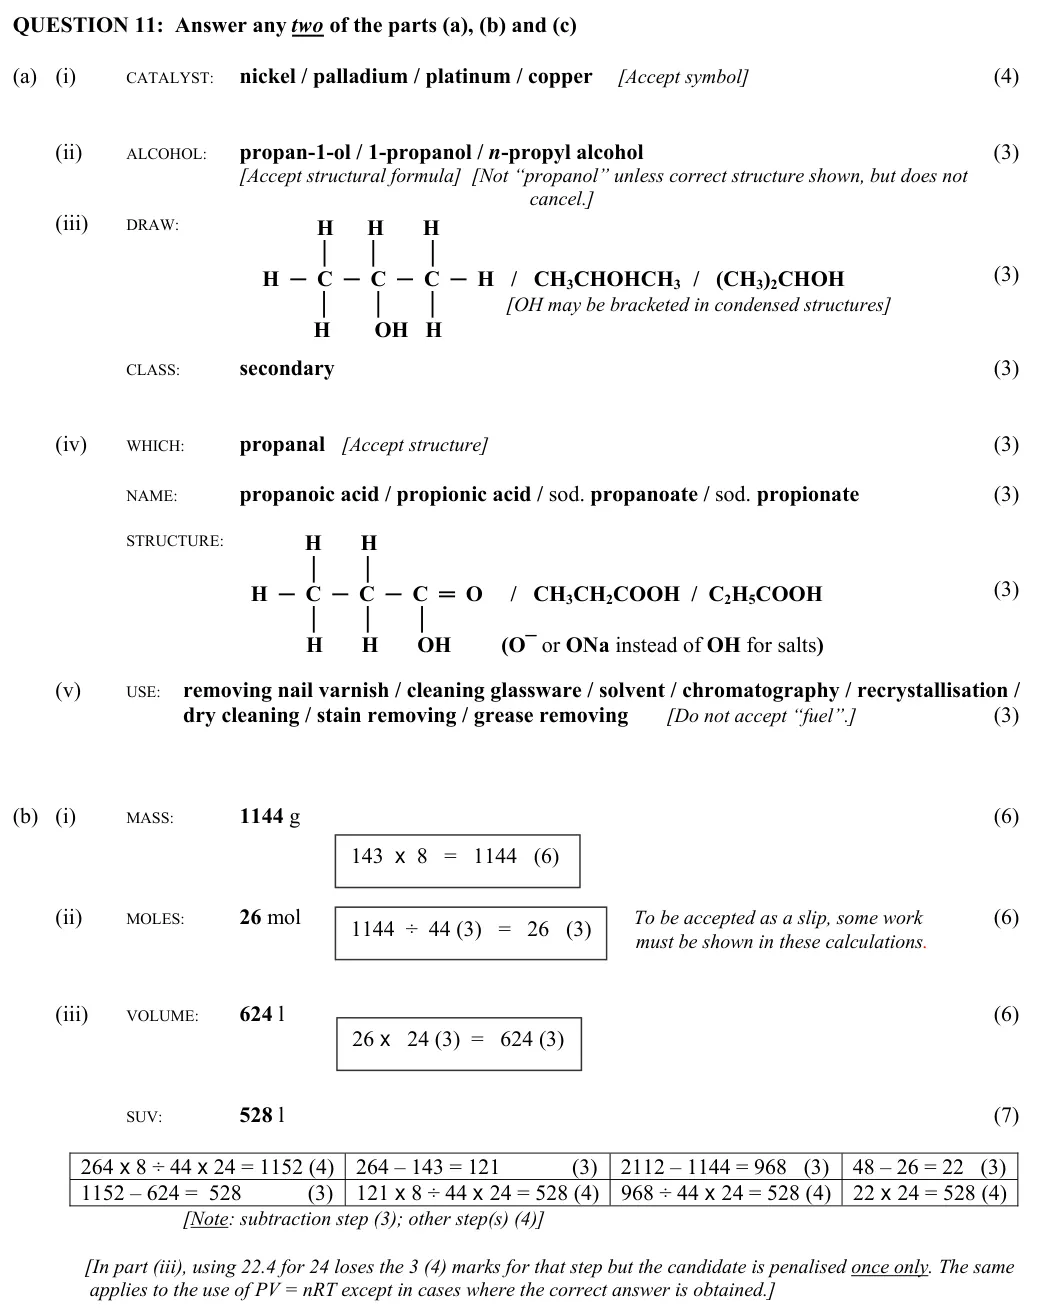 QUESTION 11: Answer any two of the parts (a), (b) and (c)
(a) (i) CATALYST: nickel / palladium / platinum / copper [Accept symbol] (4)
(ii) ALCOHOL: propan-1-ol / 1-propanol / n-propyl alcohol (3)
[Accept structural formula] [Not “propanol” unless correct structure shown, but does not
cancel.]
(iii) DRAW:
H H H
H – C – C – C – H / CH₃CHOHCH₃ / (CH₃)₂CHOH (3)
[OH may be bracketed in condensed structures]
H OH H
CLASS: secondary (3)
(iv) WHICH: propanal [Accept structure] (3)
NAME: propanoic acid / propionic acid / sod. propanoate / sod. propionate (3)
STRUCTURE: H H
H – C – C – C = O / CH₃CH₂COOH / C₂H₅COOH (3)
H H OH (O¯ or ONa instead of OH for salts)
(v) USE: removing nail varnish / cleaning glassware / solvent / chromatography / recrystallisation /
dry cleaning / stain removing / grease removing [Do not accept “fuel”.] (3)
(b) (i) MASS: 1144 g (6)
143 x 8 = 1144 (6)
(ii) MOLES: 26 mol 1144 ÷ 44 (3) = 26 (3) To be accepted as a slip, some work (6)
must be shown in these calculations.
(iii) VOLUME: 624 l (6)
26 x 24 (3) = 624 (3)
SUV: 528 l (7)
264 x 8 ÷ 44 x 24 = 1152 (4) 264 – 143 = 121 (3) 2112 – 1144 = 968 (3) 48 – 26 = 22 (3)
1152 – 624 = 528 (3) 121 x 8 ÷ 44 x 24 = 528 (4) 968 ÷ 44 x 24 = 528 (4) 22 x 24 = 528 (4)
[Note: subtraction step (3); other step(s) (4)]
[In part (iii), using 22.4 for 24 loses the 3 (4) marks for that step but the candidate is penalised once only. The same
applies to the use of PV = nRT except in cases where the correct answer is obtained.]